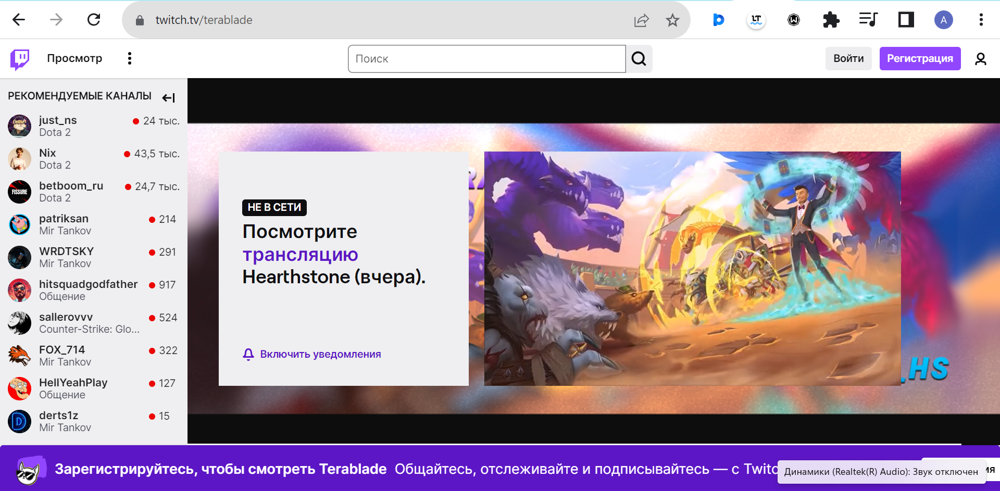 twitch.tv/terablade
LT
A
Просмотр
Поиск
Войти
Регистрация
РЕКОМЕНДУЕМЫЕ КАНАЛЫ
just_ns
24 тыс.
Dota 2
Nix
43,5 тыс.
Dota 2
FISSURE
betboom_ru
24,7 тыс.
Dota 2
patriksan
214
Mir Tankov
WRDTSKY
291
Mir Tankov
hitsquadgodfather
917
Общение
sallerovvv
524
Counter-Strike: Glo...
FOX_714
322
Mir Tankov
HellYeahPlay
127
Общение
D
derts1z
15
Mir Tankov
НЕ В СЕТИ
Посмотрите
трансляцию
Hearthstone (вчера).
Включить уведомления
_HS
Зарегистрируйтесь, чтобы смотреть Terablade Общайтесь, отслеживайте и подписывайтесь — с Twitc
Динамики (Realtek(R) Audio): Звук отключен